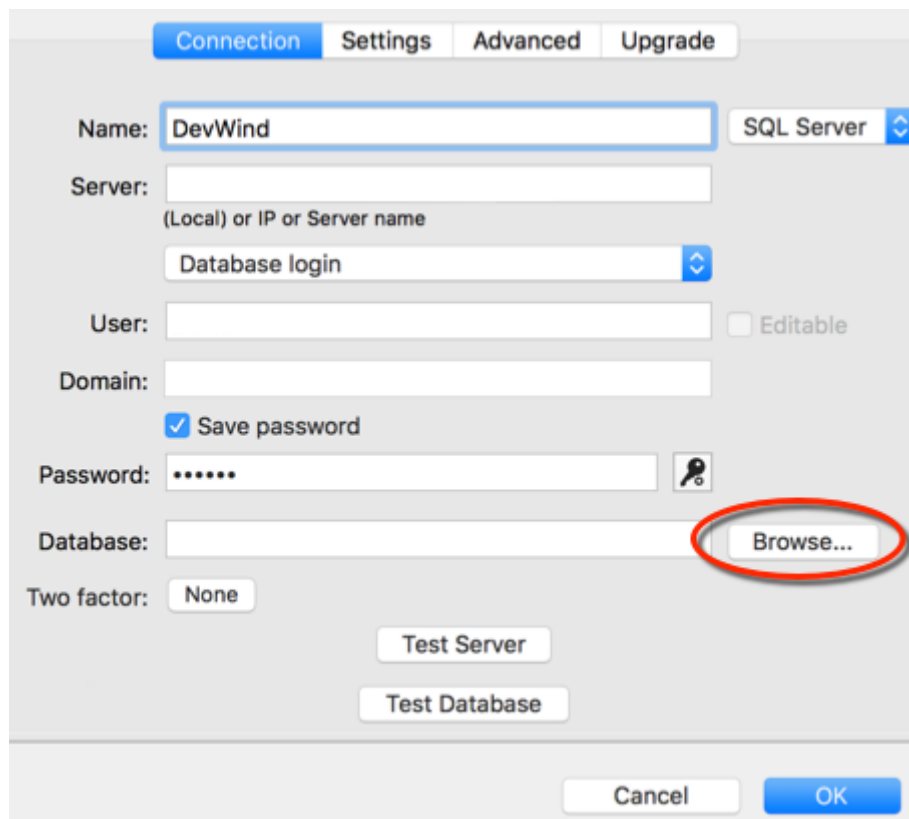 Connection Settings Advanced Upgrade
Name: DevWind SQL Server
Server:
(Local) or IP or Server name
Database login
User: Editable
Domain:
Save password
Password: ••••••
Database: Browse...
Two factor: None
Test Server
Test Database
Cancel OK